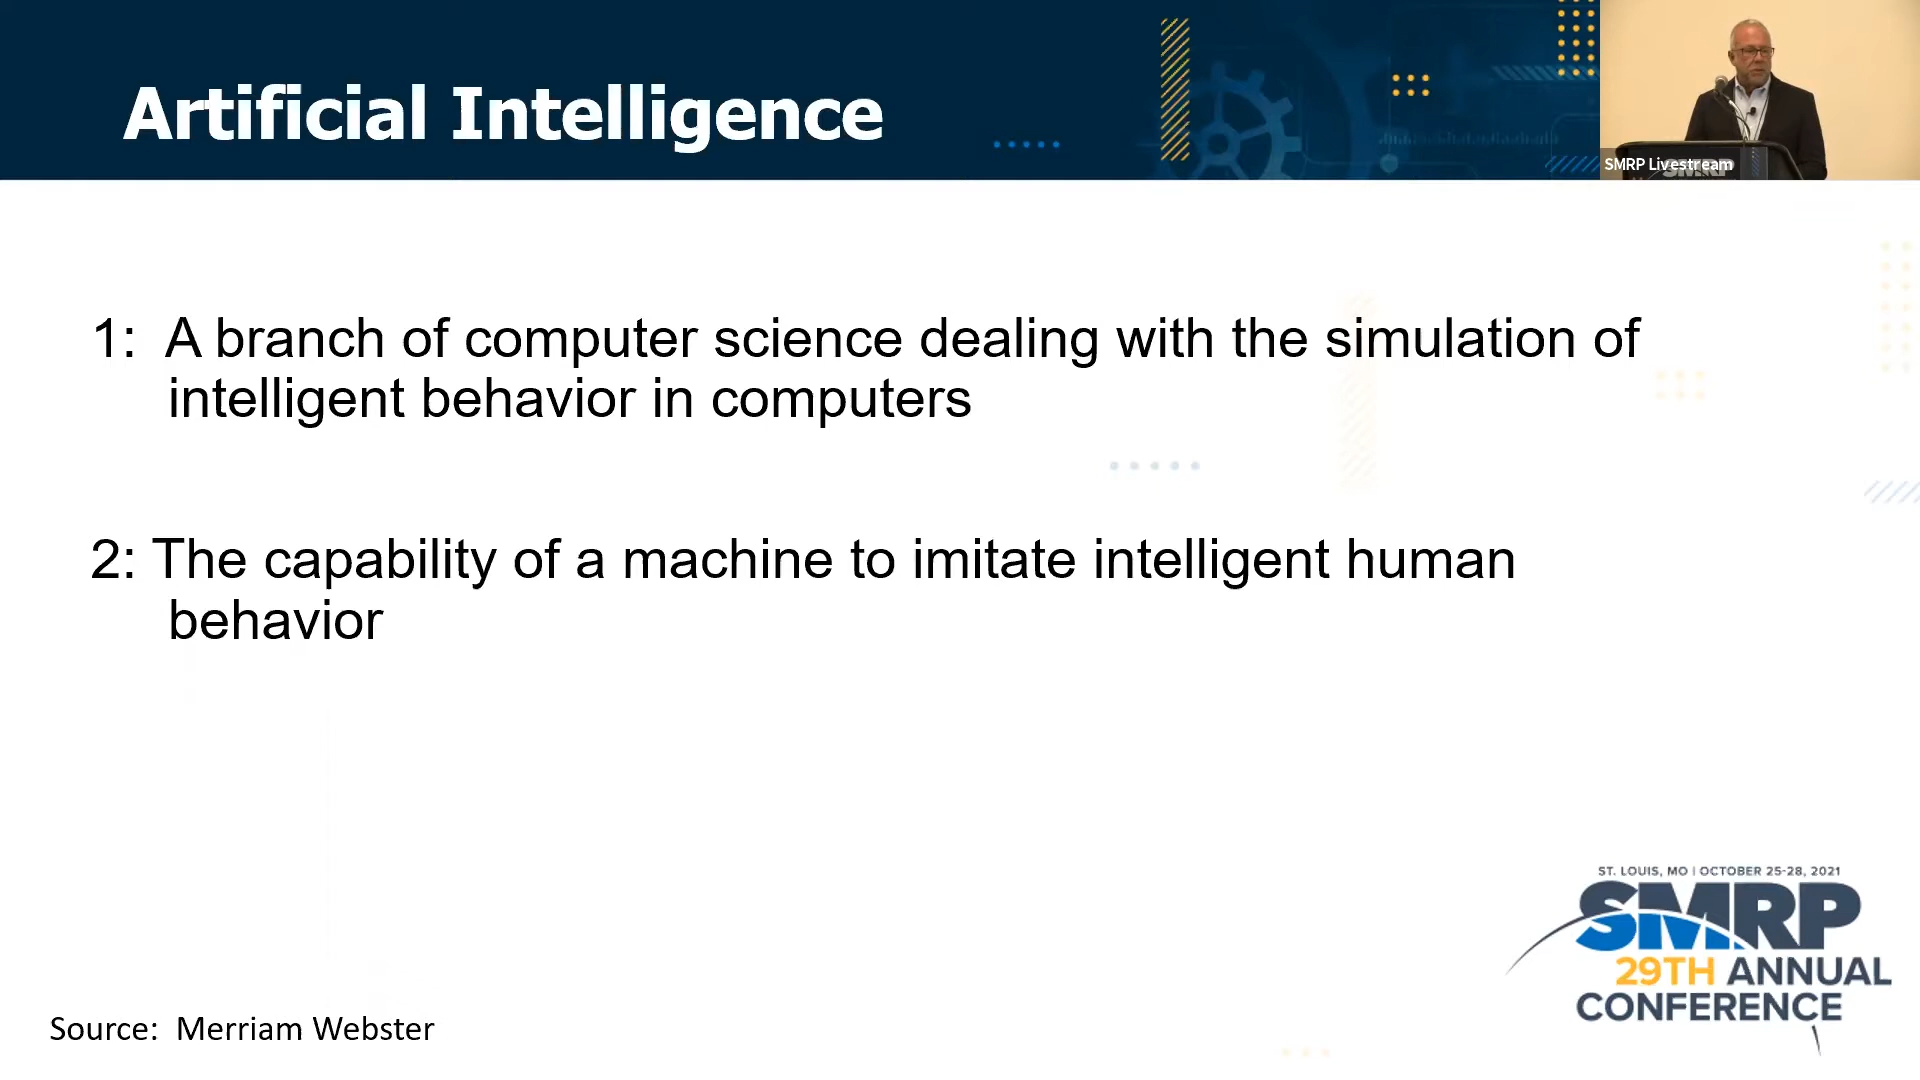 Artificial Intelligence
SMRP Livestream
SMRP
1: A branch of computer science dealing with the simulation of
intelligent behavior in computers
2: The capability of a machine to imitate intelligent human
behavior
ST. LOUIS, MO | OCTOBER 25-28, 2021
SMRP
29TH ANNUAL
CONFERENCE
Source: Merriam Webster